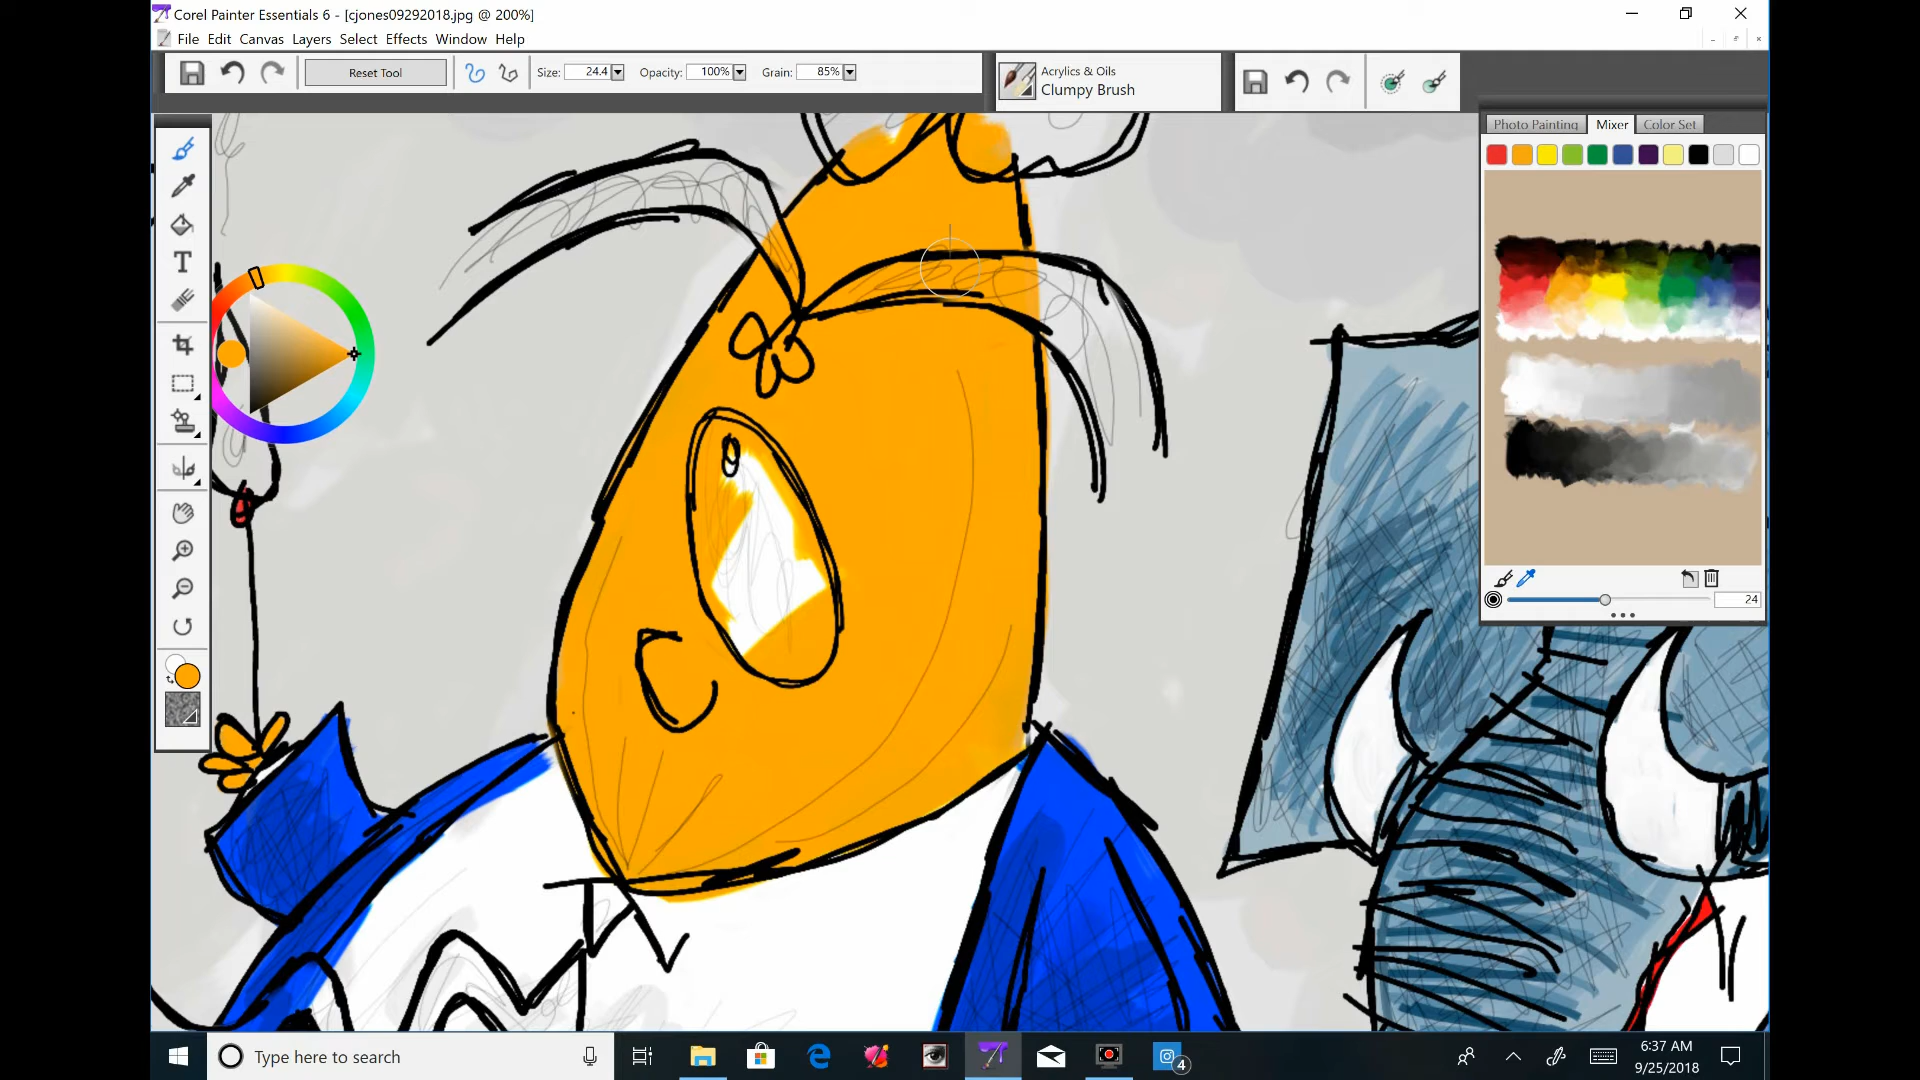 Corel Painter Essentials 6 - [cjones09292018.jpg @ 200%]
File Edit Canvas Layers Select Effects Window Help
Reset Tool
Size: 24.4
Opacity: 100%
Grain: 85%
Acrylics & Oils
Clumpy Brush
Photo Painting Mixer Color Set
T
24
Type here to search
4
6:37 AM
9/25/2018